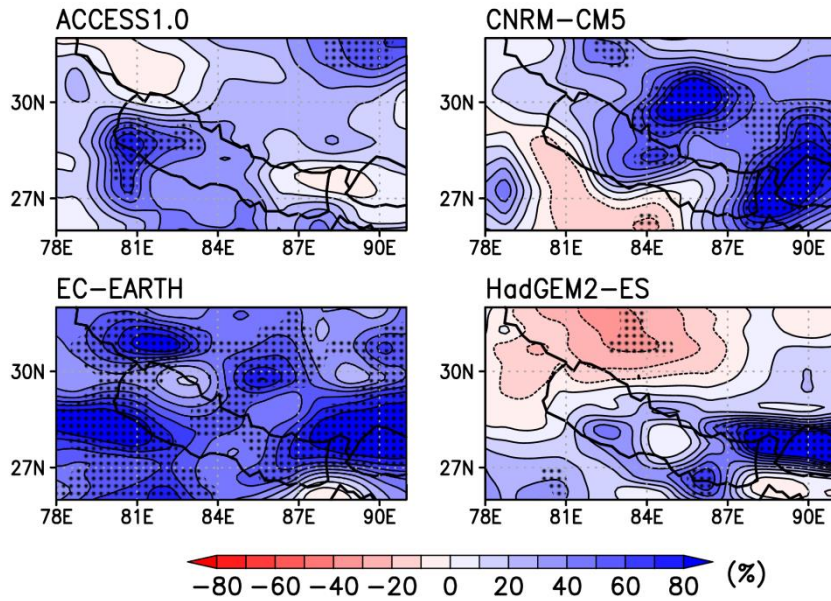 ACCESS1.0
CNRM-CM5
30N
30N
27N
27N
78E 81E 84E 87E 90E
78E 81E 84E 87E 90E
EC-EARTH
HadGEM2-ES
30N
30N
27N
27N
78E 81E 84E 87E 90E
78E 81E 84E 87E 90E
-80 -60 -40 -20 0 20 40 60 80 (%)